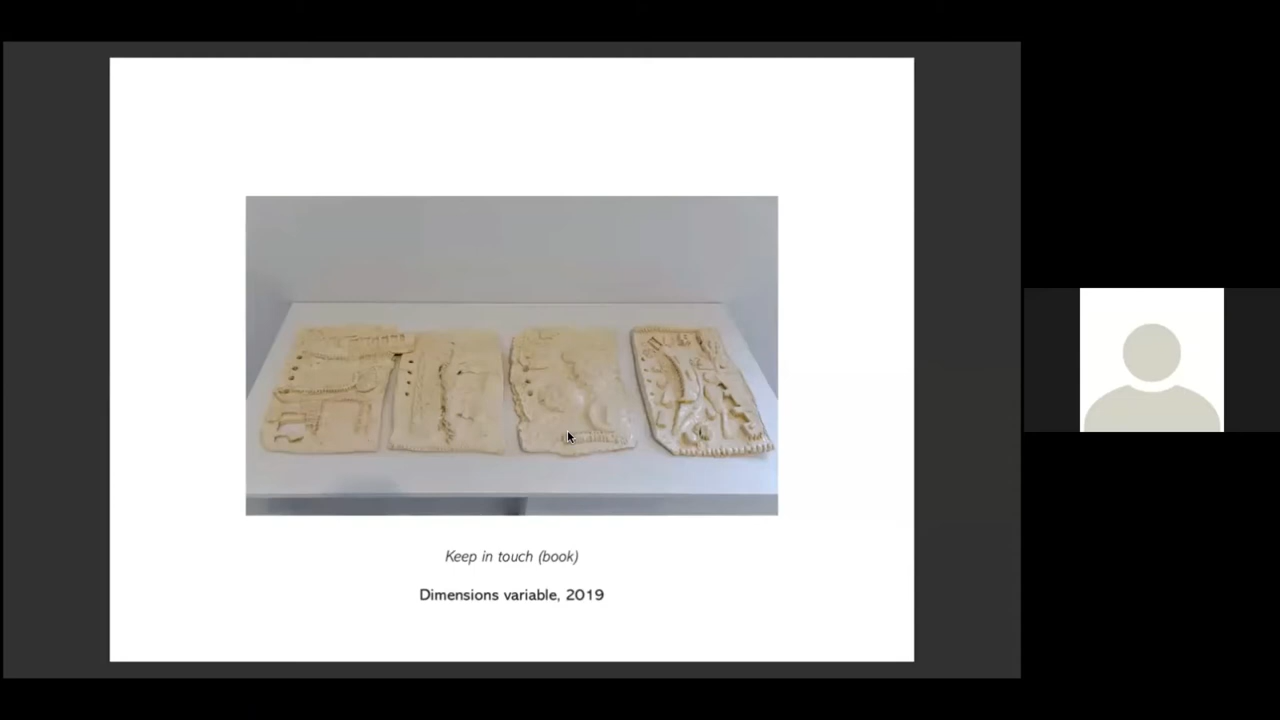 Keep in touch (book)
Dimensions variable, 2019